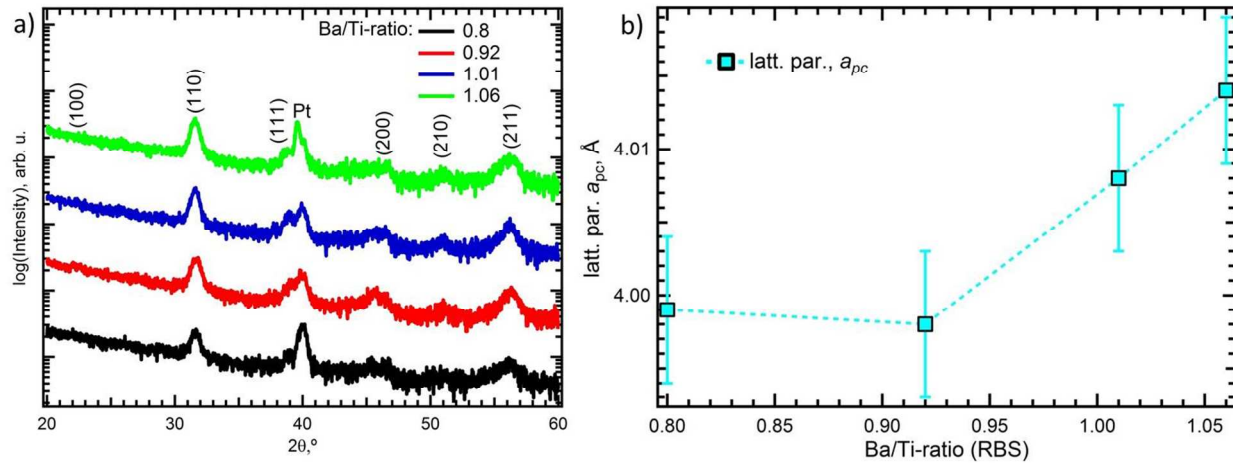 a)
Ba/Ti-ratio:
0.8
0.92
1.01
1.06
(100)
(110)
(111)
Pt
(200)
(210)
(211)
log(Intensity), arb. u.
20
30
40
50
60
2θ,º
b)
latt. par., apc
latt. par. apc, Å
4.01
4.00
0.80
0.85
0.90
0.95
1.00
1.05
Ba/Ti-ratio (RBS)